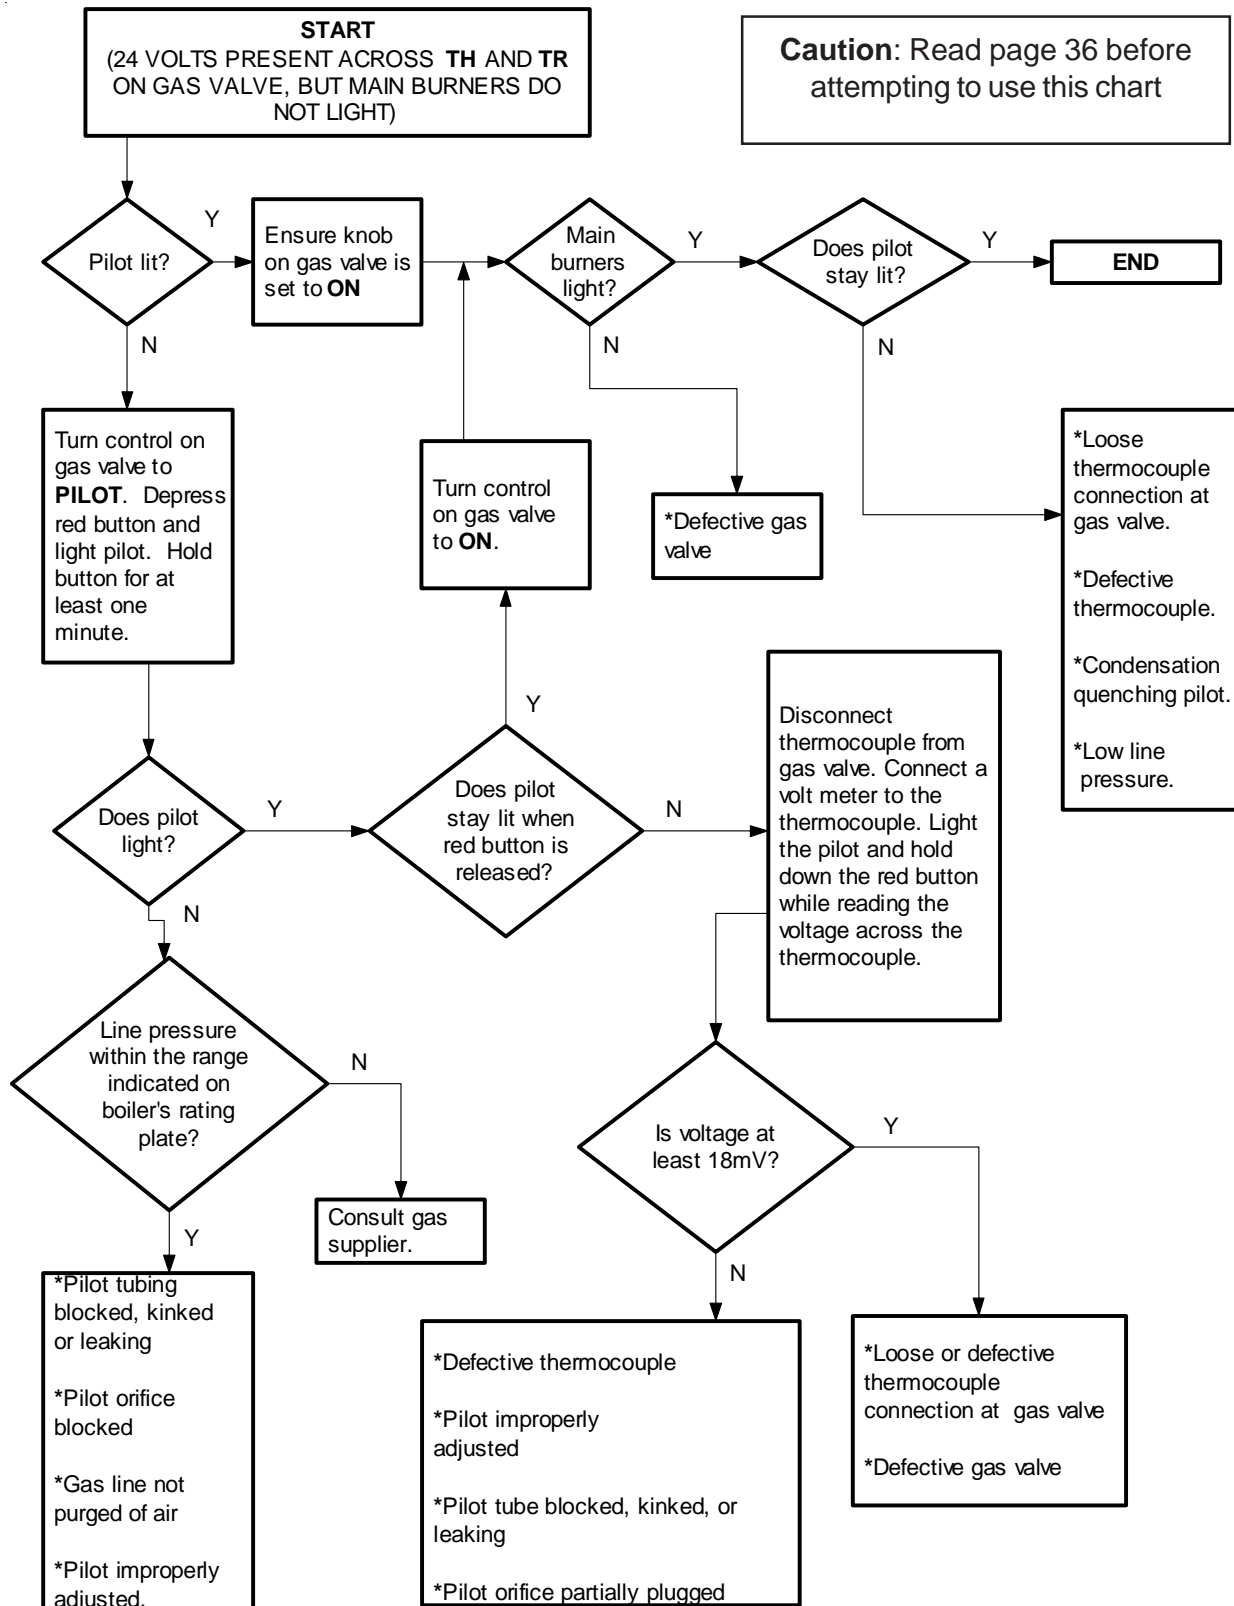 START
(24 VOLTS PRESENT ACROSS TH AND TR
ON GAS VALVE, BUT MAIN BURNERS DO
NOT LIGHT)
Caution: Read page 36 before
attempting to use this chart
Pilot lit?
Y
N
Ensure knob
on gas valve is
set to ON
Main
burners
light?
Y
N
Does pilot
stay lit?
Y
N
END
Turn control on
gas valve to
PILOT. Depress
red button and
light pilot. Hold
button for at
least one
minute.
Turn control
on gas valve
to ON.
*Defective gas
valve
*Loose
thermocouple
connection at
gas valve.
*Defective
thermocouple.
*Condensation
quenching pilot.
*Low line
pressure.
Does pilot
light?
Y
N
Does pilot
stay lit when
red button is
released?
Y
N
Disconnect
thermocouple from
gas valve. Connect a
volt meter to the
thermocouple. Light
the pilot and hold
down the red button
while reading the
voltage across the
thermocouple.
Line pressure
within the range
indicated on
boiler's rating
plate?
N
Y
Consult gas
supplier.
Is voltage at
least 18mV?
Y
N
*Pilot tubing
blocked, kinked
or leaking
*Pilot orifice
blocked
*Gas line not
purged of air
*Pilot improperly
adjusted.
*Defective thermocouple
*Pilot improperly
adjusted
*Pilot tube blocked, kinked, or
leaking
*Pilot orifice partially plugged
*Loose or defective
thermocouple
connection at gas valve
*Defective gas valve